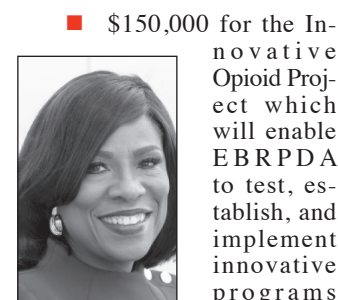 ■ $150,000 for the In-
novative
Opioid Proj-
ect which
will enable
EBRPDA
to test, es-
tablish, and
implement
innovative
programs